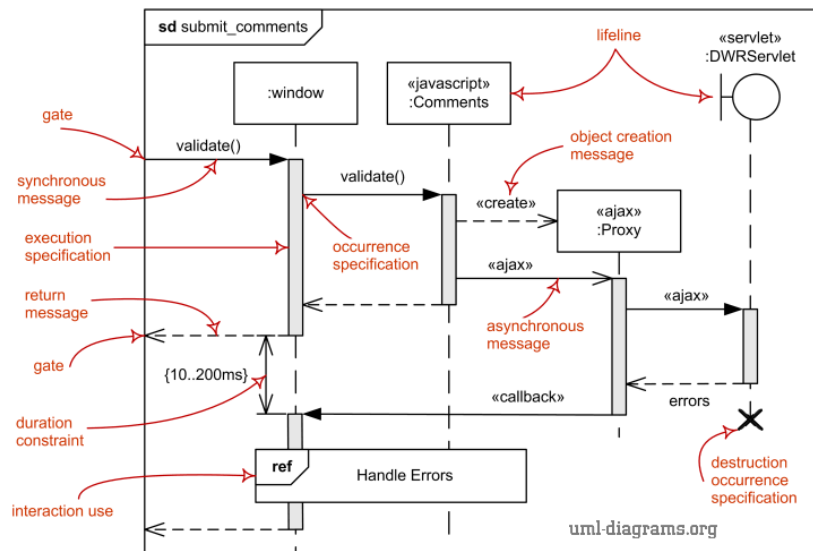 sd submit_comments
lifeline
«servlet»
:DWRServlet
:window
«javascript»
:Comments
gate
validate()
object creation
message
synchronous
message
validate()
«create»
«ajax»
:Proxy
execution
specification
occurrence
specification
«ajax»
«ajax»
return
message
asynchronous
message
gate
{10..200ms}
«callback»
errors
duration
constraint
ref
Handle Errors
destruction
occurrence
specification
interaction use
uml-diagrams.org